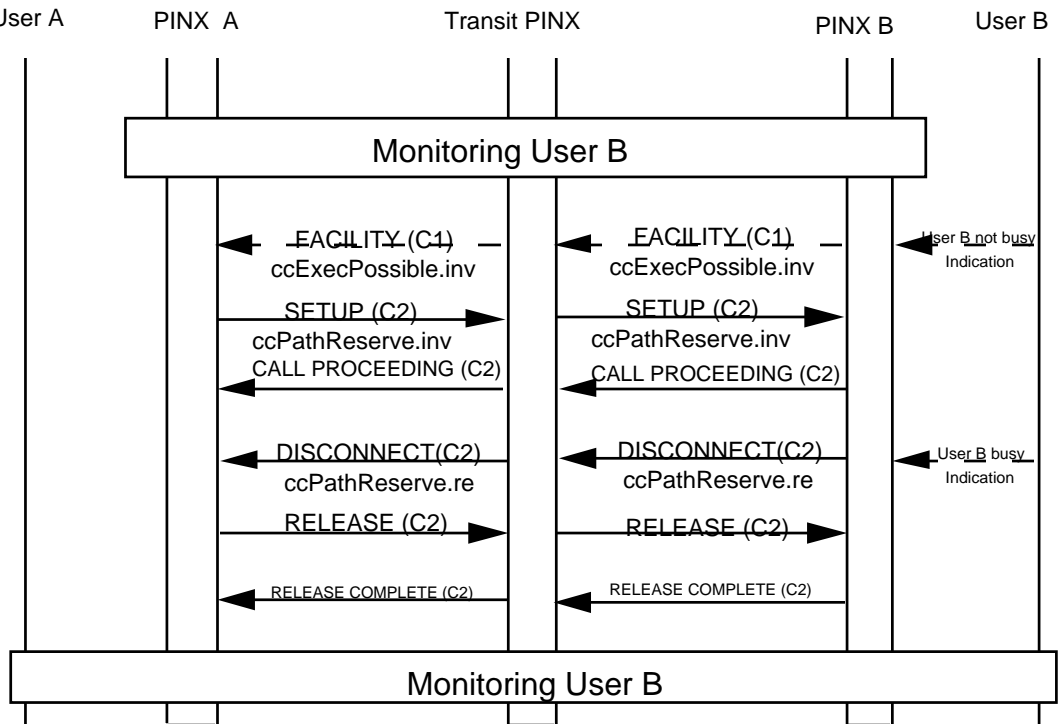 User A PINX A Transit PINX PINX B User B
Monitoring User B
FACILITY (C1) FACILITY (C1) User B not busy
ccExecPossible.inv ccExecPossible.inv Indication
SETUP (C2) SETUP (C2)
ccPathReserve.inv ccPathReserve.inv
CALL PROCEEDING (C2) CALL PROCEEDING (C2)
DISCONNECT(C2) DISCONNECT(C2) User B busy
ccPathReserve.re ccPathReserve.re Indication
RELEASE (C2) RELEASE (C2)
RELEASE COMPLETE (C2) RELEASE COMPLETE (C2)
Monitoring User B